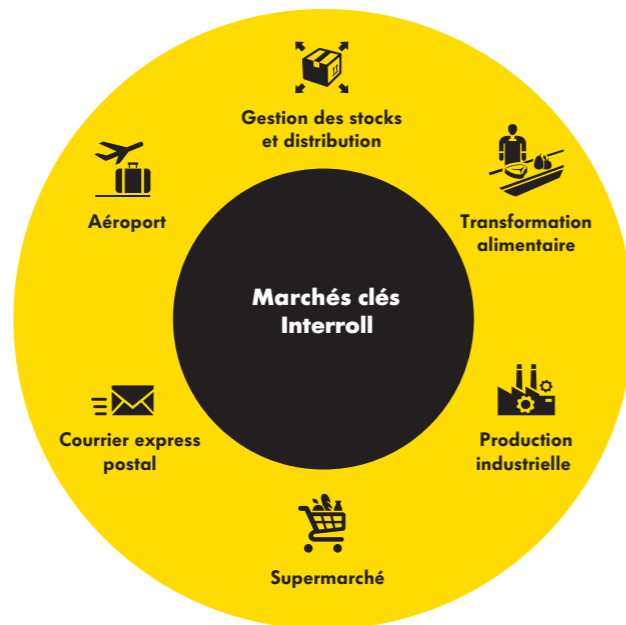 Gestion des stocks
et distribution
Aéroport
Transformation
alimentaire
Marchés clés
Interroll
Courrier express
postal
Production
industrielle
Supermarché